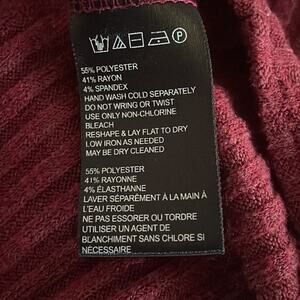 P
55% POLYESTER
41% RAYON
4% SPANDEX
HAND WASH COLD SEPARATELY
DO NOT WRING OR TWIST
USE ONLY NON-CHLORINE
BLEACH
RESHAPE & LAY FLAT TO DRY
LOW IRON AS NEEDED
MAY BE DRY CLEANED
55% POLYESTER
41% RAYONNE
4% ÉLASTHANNE
LAVER SÉPARÉMENT À LA MAIN À
L'EAU FROIDE
NE PAS ESSORER OU TORDRE
UTILISER UN AGENT DE
BLANCHIMENT SANS CHLORE SI
NÉCESSAIRE